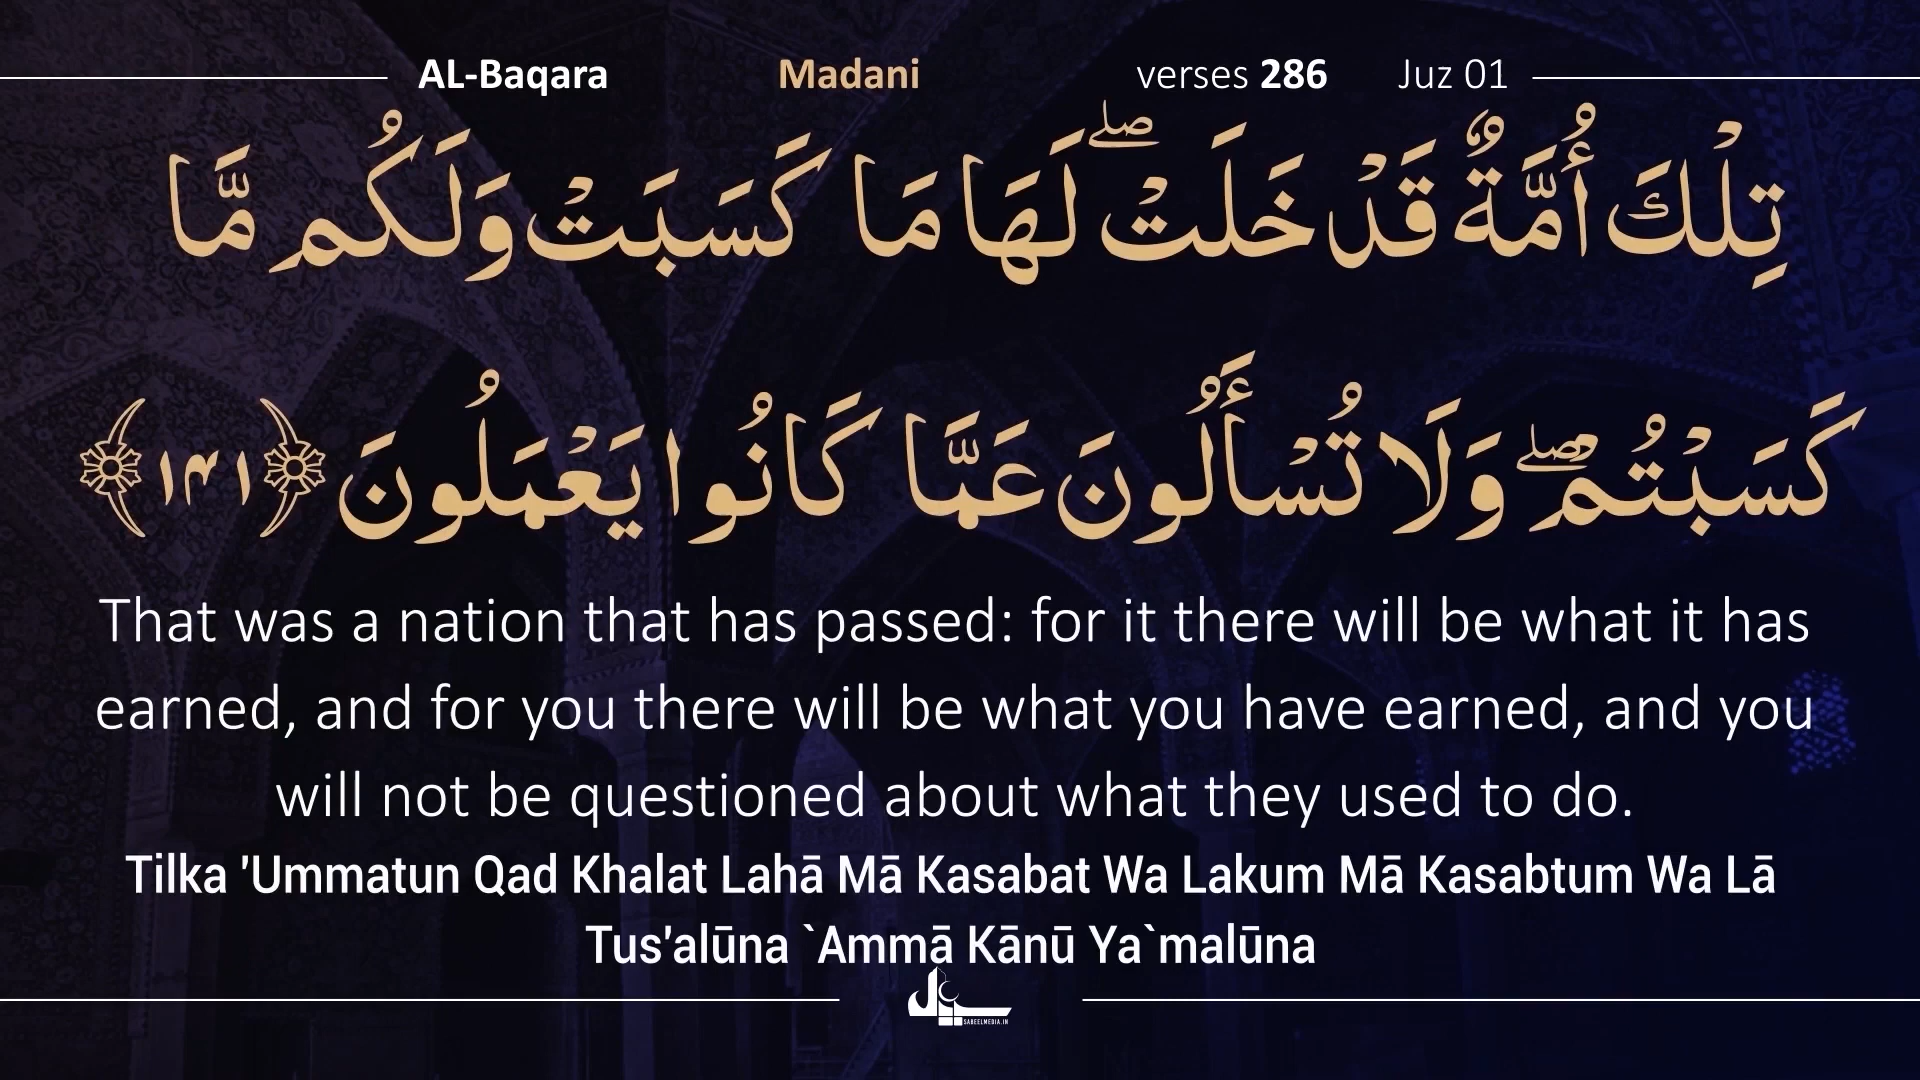 AL-Baqara Madani verses 286 Juz 01
تِلْكَ أُمَّةٌ قَدْ خَلَتْ ۖ لَهَا مَا كَسَبَتْ وَلَكُم مَّا
كَسَبْتُمْ ۖ وَلَا تُسْأَلُونَ عَمَّا كَانُوا يَعْمَلُونَ ﴿۱۴۱﴾
That was a nation that has passed: for it there will be what it has
earned, and for you there will be what you have earned, and you
will not be questioned about what they used to do.
Tilka 'Ummatun Qad Khalat Lahā Mā Kasabat Wa Lakum Mā Kasabtum Wa Lā
Tus'alūna `Ammā Kānū Ya`malūna
SABEELMEDIA.IN